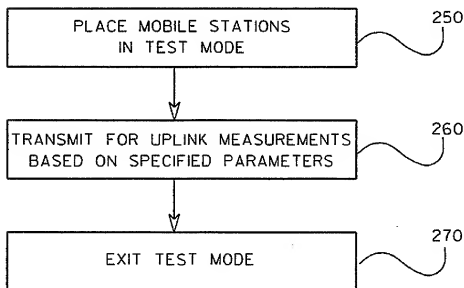 PLACE MOBILE STATIONS
IN TEST MODE
250
TRANSMIT FOR UPLINK MEASUREMENTS
BASED ON SPECIFIED PARAMETERS
260
EXIT TEST MODE
270